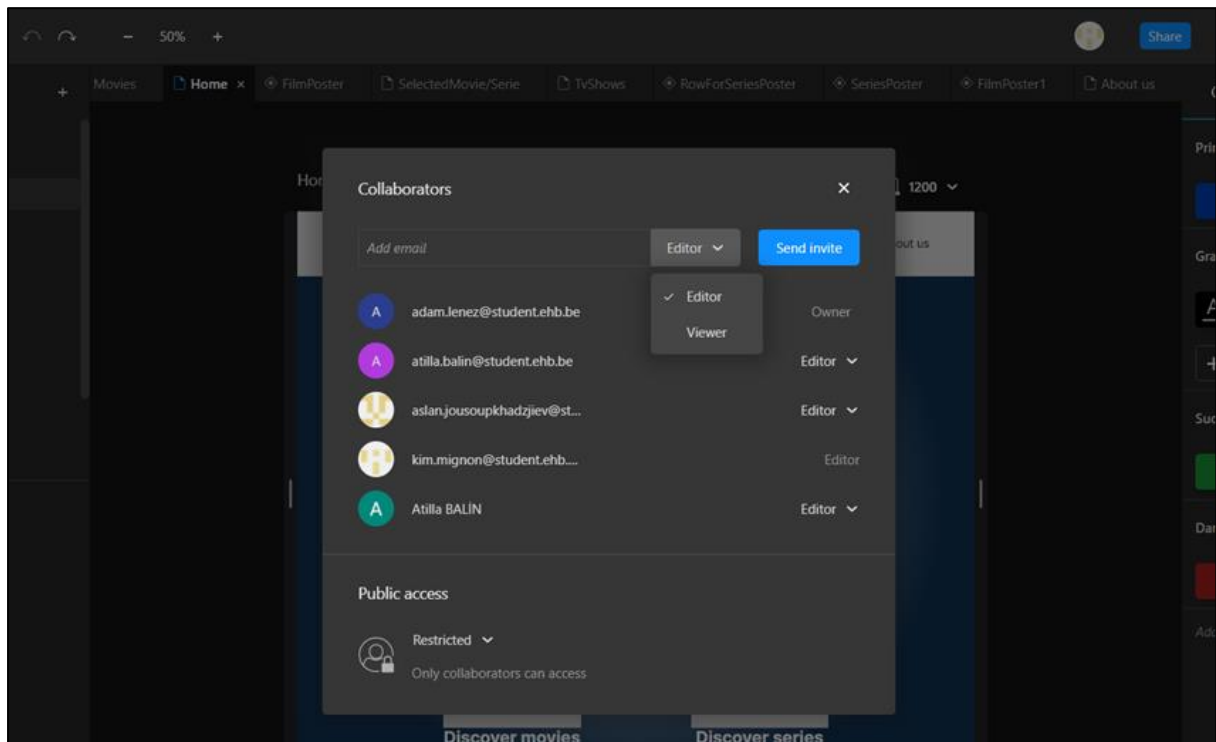 50%
Share
Movies Home FilmPoster SelectedMovie/Serie TvShows RowForSeriesPoster SeriesPoster FilmPoster1 About us
1200
Collaborators
Add email Editor Send invite
out us
Editor
Viewer
adam.lenez@student.ehb.be Owner
atilla.balin@student.ehb.be Editor
aslan.jousoupkhadzjiev@st... Editor
kim.mignon@student.ehb.... Editor
A Atilla BALİN Editor
Public access
Restricted
Only collaborators can access
Discover movies Discover series